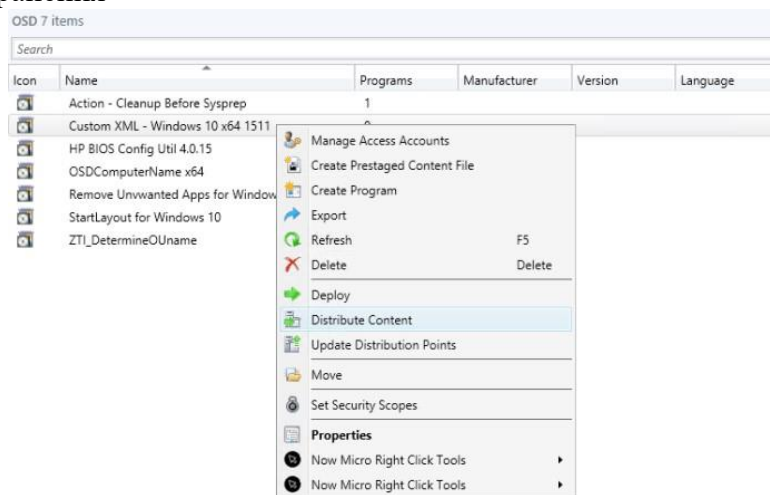 OSD 7 items
Search
Icon Name Programs Manufacturer Version Language
Action - Cleanup Before Sysprep 1
Custom XML - Windows 10 x64 1511
HP BIOS Config Util 4.0.15
OSDComputerName x64
Remove Unvwanted Apps for Window
StartLayout for Windows 10
ZTI_DetermineOUname
Manage Access Accounts
Create Prestaged Content File
Create Program
Export
Refresh F5
Delete Delete
Deploy
Distribute Content
Update Distribution Points
Move
Set Security Scopes
Properties
Now Micro Right Click Tools
Now Micro Right Click Tools